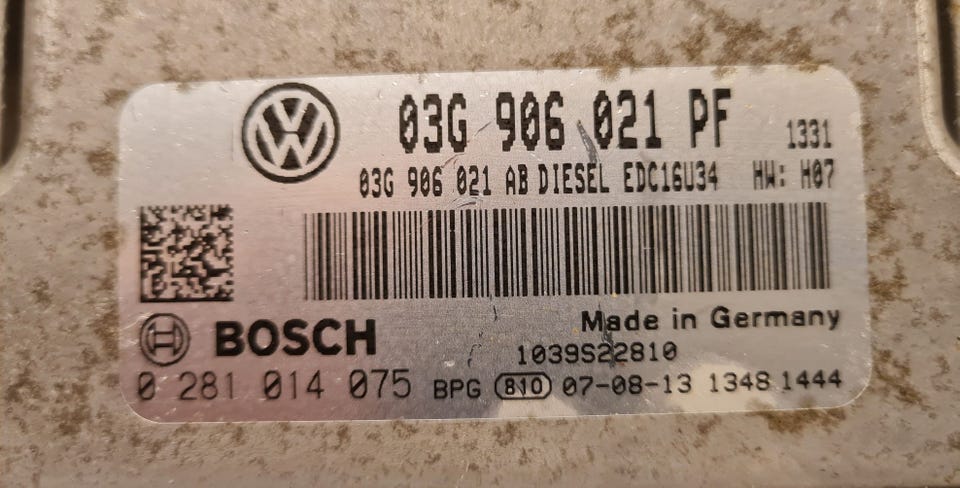 03G 906 021 PF 1331
03G 906 021 AB DIESEL EDC16U34 HW: H07
Made in Germany
BOSCH
1039S22810
0 281 014 075 BPG 810 07-08-13 1348 1444